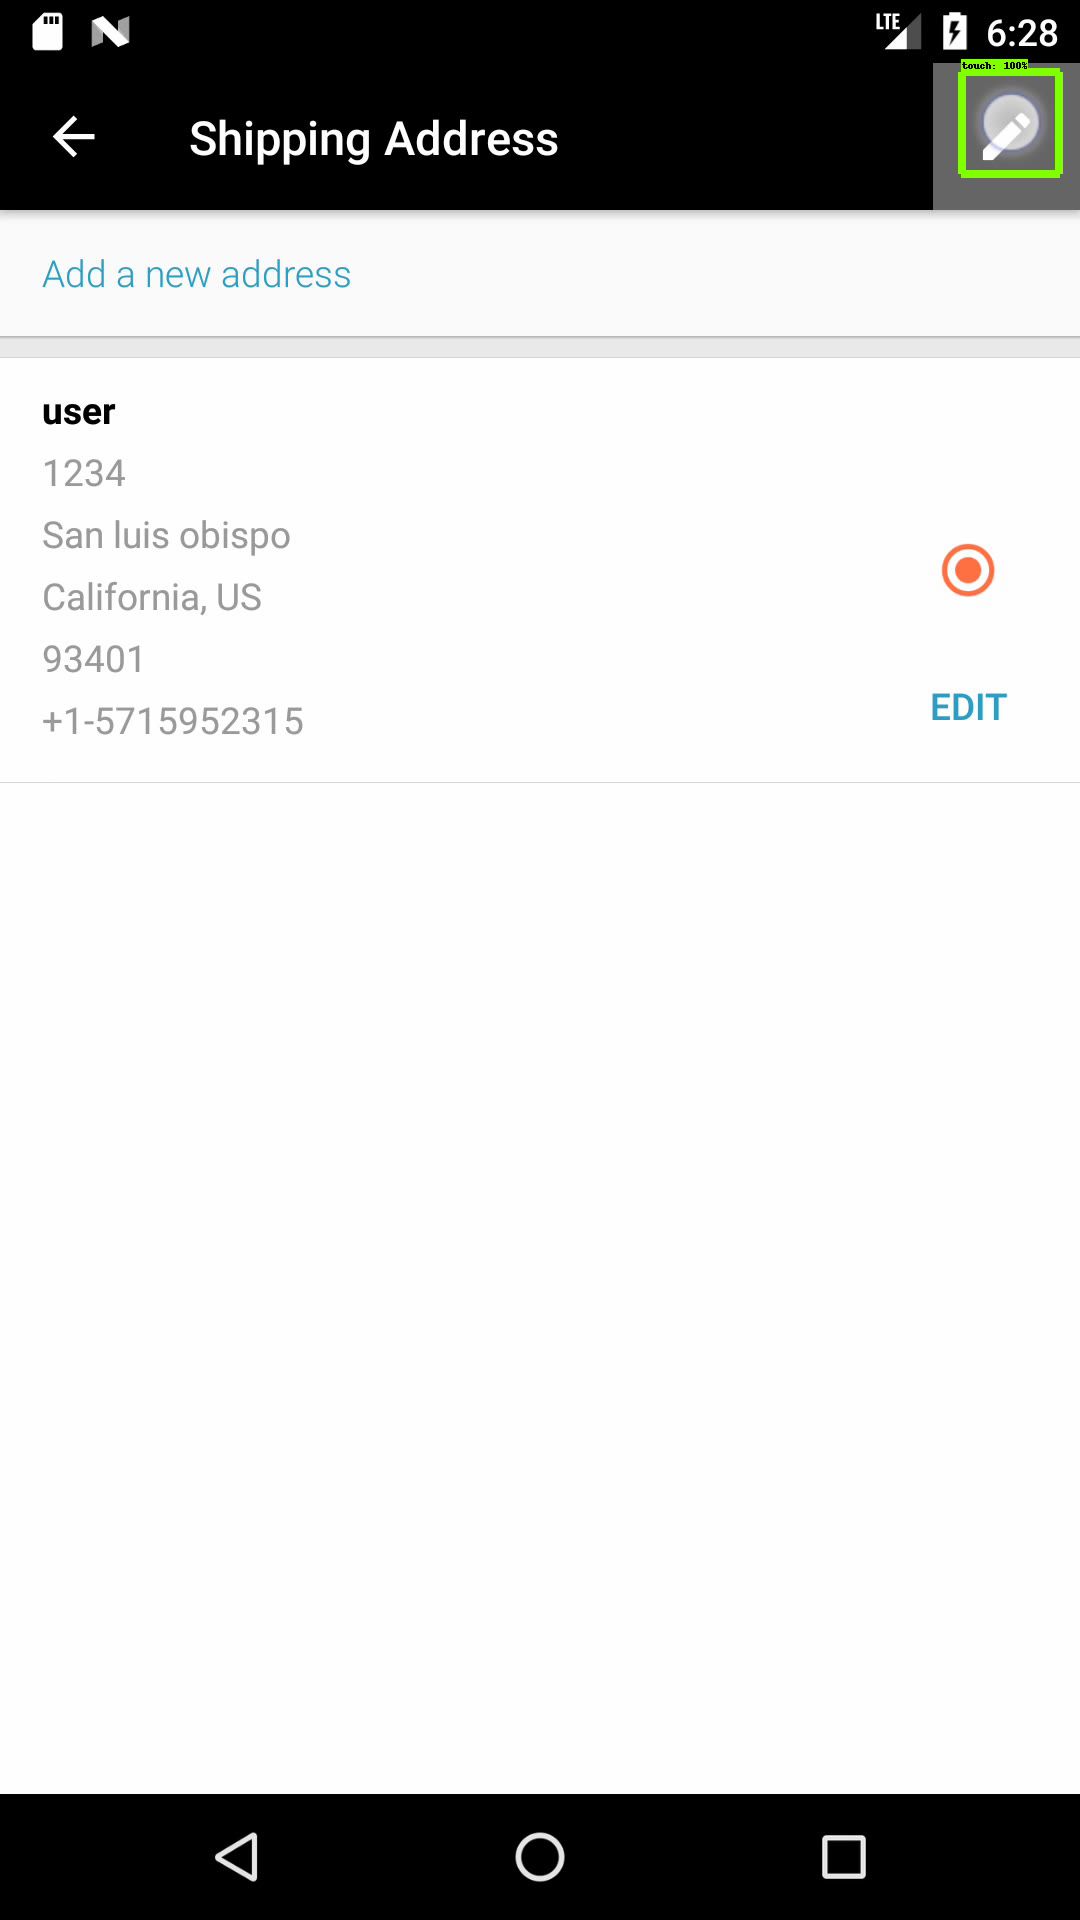 LTE 6:28
touch: 100%
Shipping Address
Add a new address
user
1234
San luis obispo
California, US
93401
+1-5715952315
EDIT